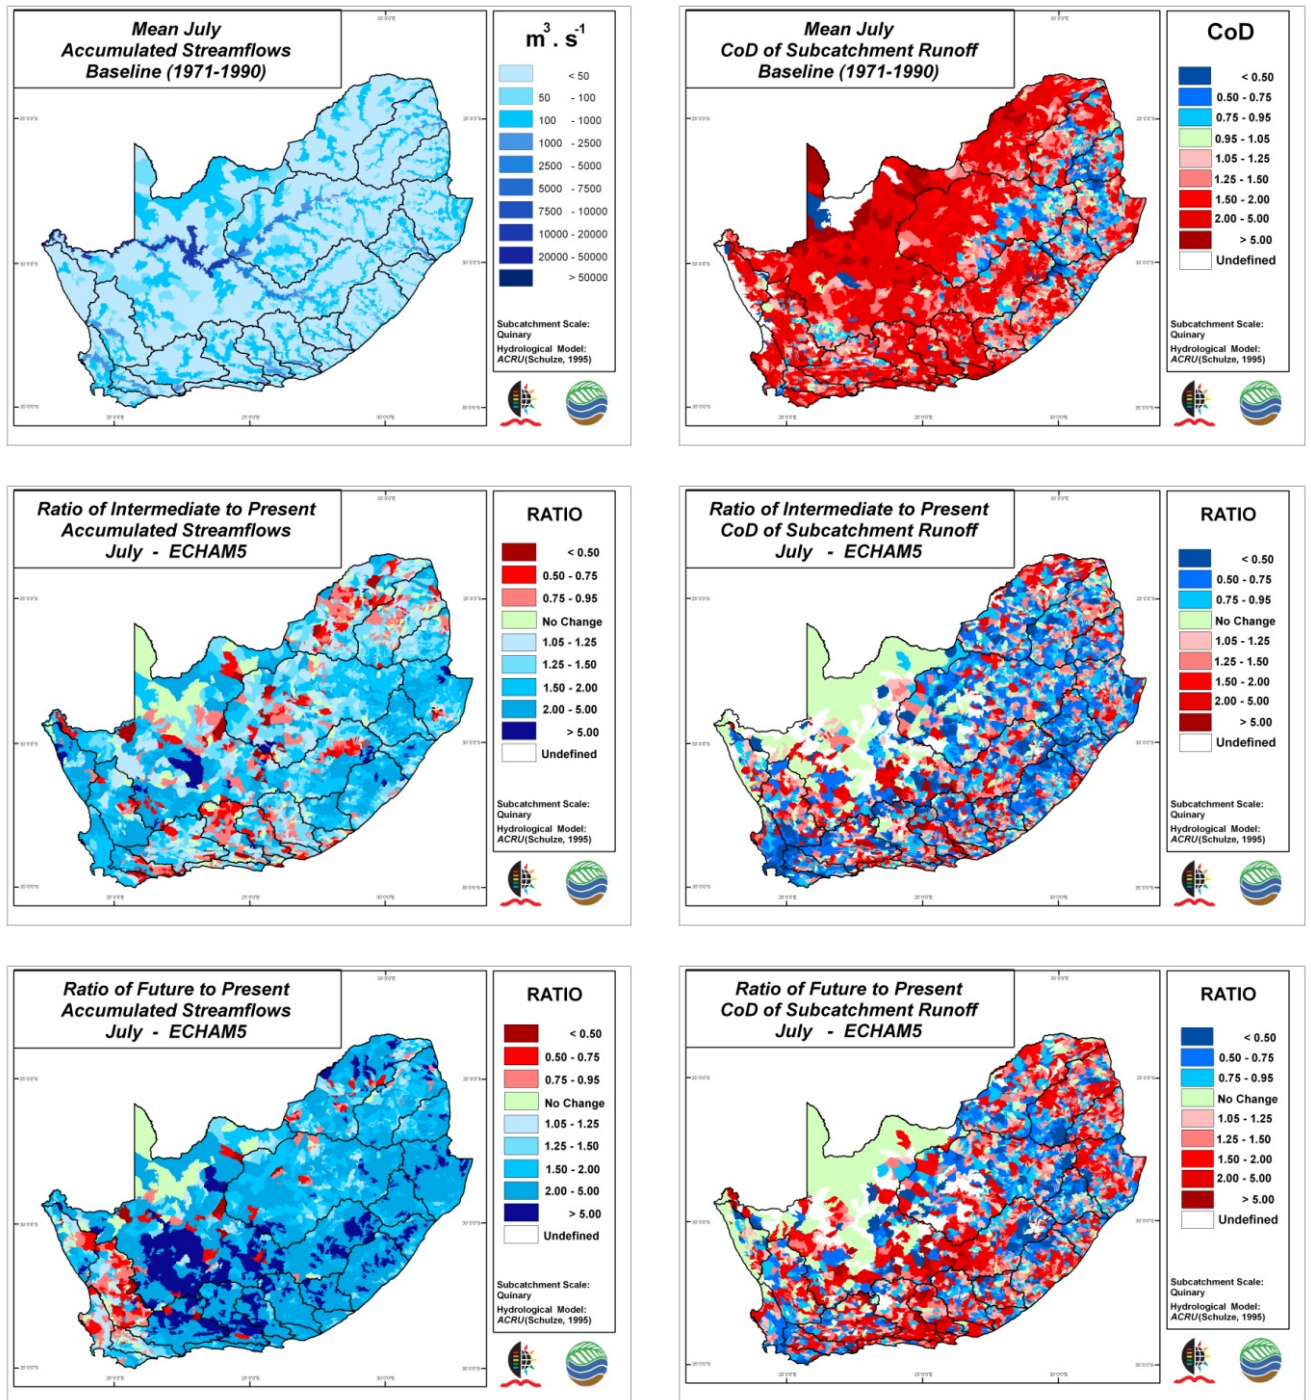 Mean July
Accumulated Streamflows
Baseline (1971-1990)
m³ . s⁻¹
< 50
50 - 100
100 - 1000
1000 - 2500
2500 - 5000
5000 - 7500
7500 - 10000
10000 - 20000
20000 - 50000
> 50000
Subcatchment Scale:
Quinary
Hydrological Model:
ACRU(Schulze, 1995)
Mean July
CoD of Subcatchment Runoff
Baseline (1971-1990)
CoD
< 0.50
0.50 - 0.75
0.75 - 0.95
0.95 - 1.05
1.05 - 1.25
1.25 - 1.50
1.50 - 2.00
2.00 - 5.00
> 5.00
Undefined
Subcatchment Scale:
Quinary
Hydrological Model:
ACRU(Schulze, 1995)
Ratio of Intermediate to Present
Accumulated Streamflows
July - ECHAM5
RATIO
< 0.50
0.50 - 0.75
0.75 - 0.95
No Change
1.05 - 1.25
1.25 - 1.50
1.50 - 2.00
2.00 - 5.00
> 5.00
Undefined
Subcatchment Scale:
Quinary
Hydrological Model:
ACRU(Schulze, 1995)
Ratio of Intermediate to Present
CoD of Subcatchment Runoff
July - ECHAM5
RATIO
< 0.50
0.50 - 0.75
0.75 - 0.95
No Change
1.05 - 1.25
1.25 - 1.50
1.50 - 2.00
2.00 - 5.00
> 5.00
Undefined
Subcatchment Scale:
Quinary
Hydrological Model:
ACRU(Schulze, 1995)
Ratio of Future to Present
Accumulated Streamflows
July - ECHAM5
RATIO
< 0.50
0.50 - 0.75
0.75 - 0.95
No Change
1.05 - 1.25
1.25 - 1.50
1.50 - 2.00
2.00 - 5.00
> 5.00
Undefined
Subcatchment Scale:
Quinary
Hydrological Model:
ACRU(Schulze, 1995)
Ratio of Future to Present
CoD of Subcatchment Runoff
July - ECHAM5
RATIO
< 0.50
0.50 - 0.75
0.75 - 0.95
No Change
1.05 - 1.25
1.25 - 1.50
1.50 - 2.00
2.00 - 5.00
> 5.00
Undefined
Subcatchment Scale:
Quinary
Hydrological Model:
ACRU(Schulze, 1995)